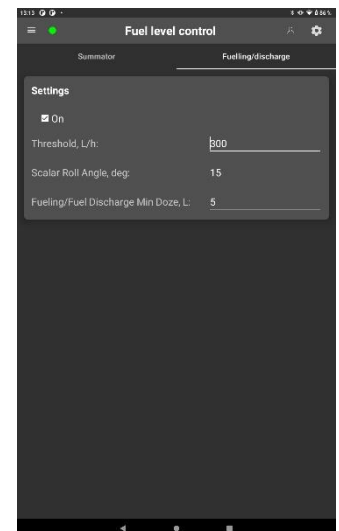 13:13
56%
Fuel level control
Summator Fuelling/discharge
Settings
On
Threshold, L/h: 300
Scalar Roll Angle, deg: 15
Fueling/Fuel Discharge Min Doze, L: 5